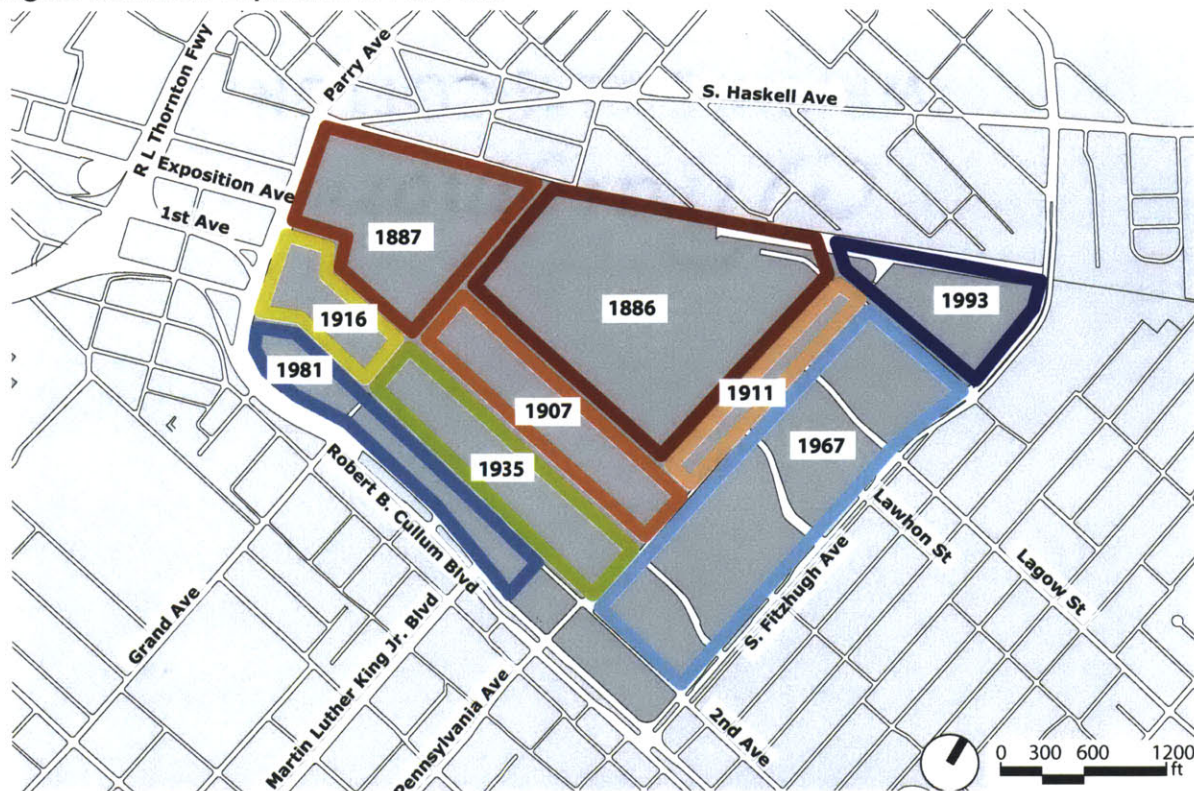 R L Thornton Fwy
Parry Ave
S. Haskell Ave
Exposition Ave
1st Ave
1887
1886
1993
1916
1981
1911
1907
1967
1935
Robert B. Cullum Blvd
Lawhon St
Lagow St
S. Fitzhugh Ave
Grand Ave
Martin Luther King Jr. Blvd
Pennsylvania Ave
2nd Ave
0 300 600 1200
ft